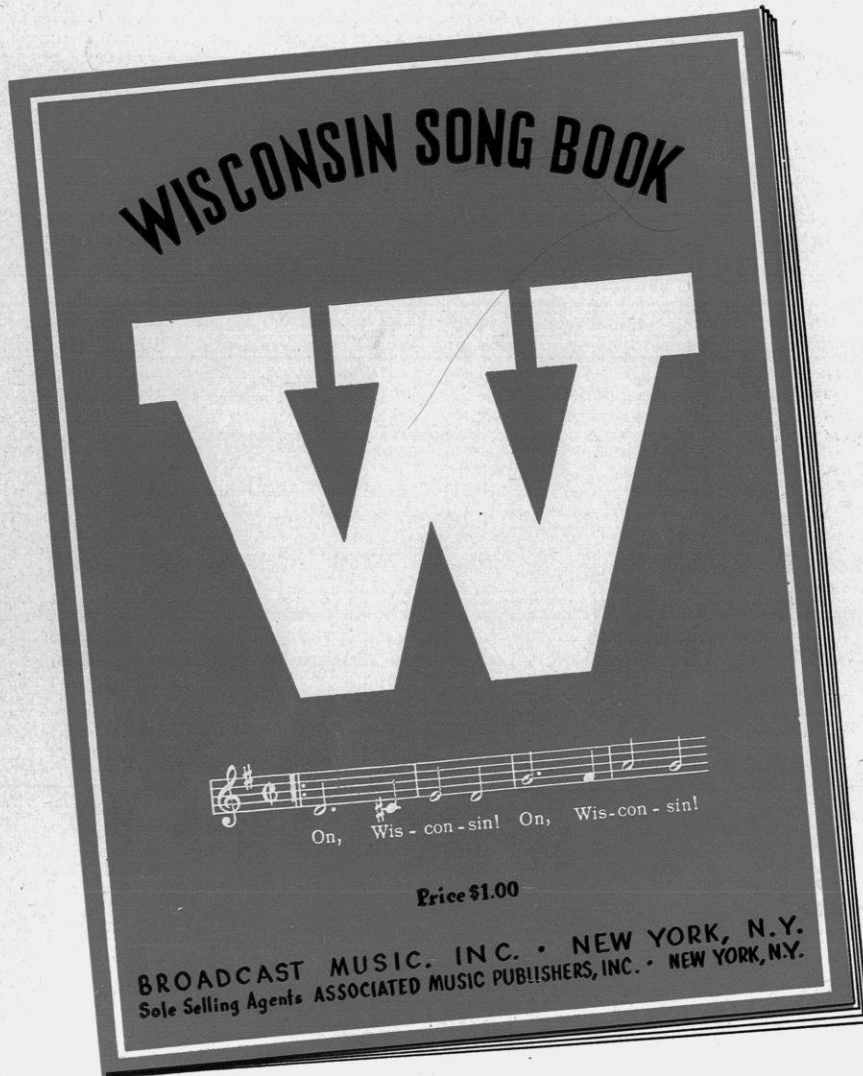 WISCONSIN SONG BOOK
W
On, Wis - con - sin! On, Wis - con - sin!
Price $1.00
BROADCAST MUSIC. INC. • NEW YORK, N.Y.
Sole Selling Agents ASSOCIATED MUSIC PUBLISHERS, INC. • NEW YORK, N.Y.